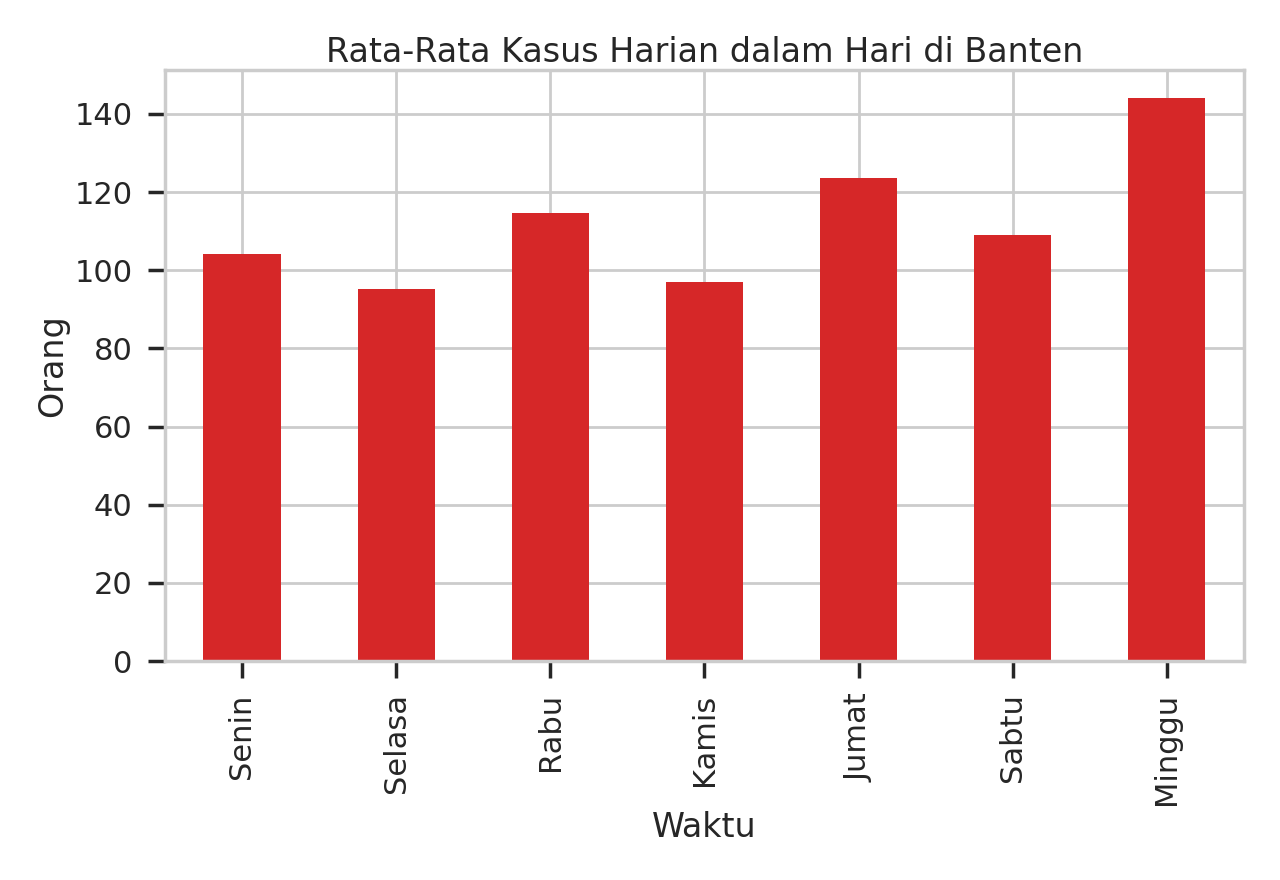 Rata-Rata Kasus Harian dalam Hari di Banten
140
120
100
80
60
40
20
0
Orang
Senin
Selasa
Rabu
Kamis
Jumat
Sabtu
Minggu
Waktu